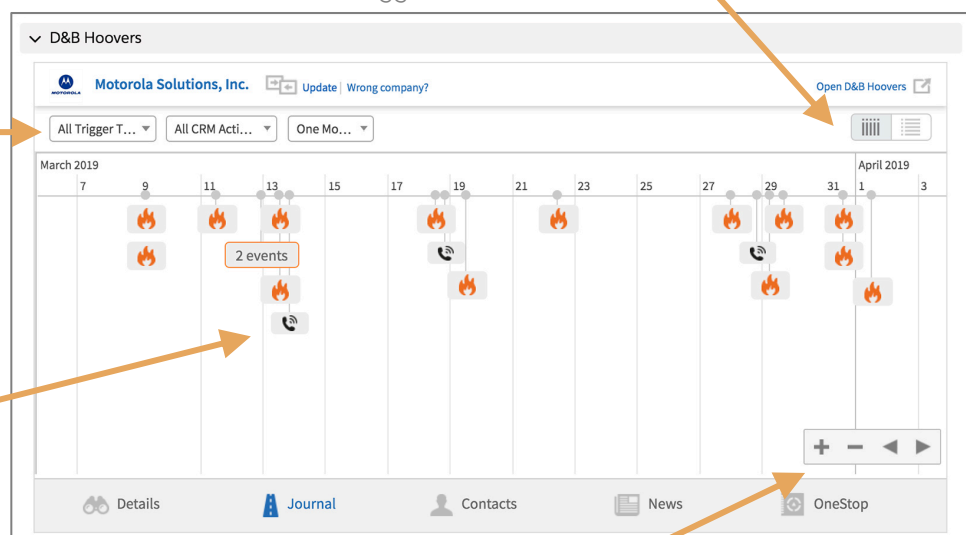 D&B Hoovers
MOTOROLA
Motorola Solutions, Inc.
Update | Wrong company?
Open D&B Hoovers
All Trigger T...
All CRM Acti...
One Mo...
March 2019
April 2019
7 9 11 13 15 17 19 21 23 25 27 29 31 1 3
2 events
Details
Journal
Contacts
News
OneStop